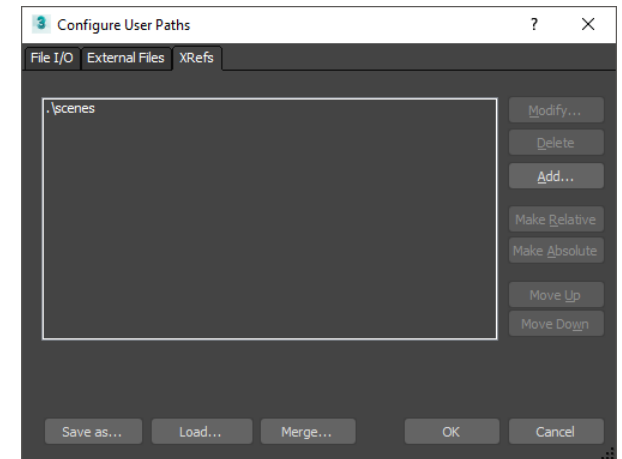 3 Configure User Paths ? ×
File I/O External Files XRefs
.\scenes
Modify...
Delete
Add...
Make Relative
Make Absolute
Move Up
Move Down
Save as... Load... Merge... OK Cancel